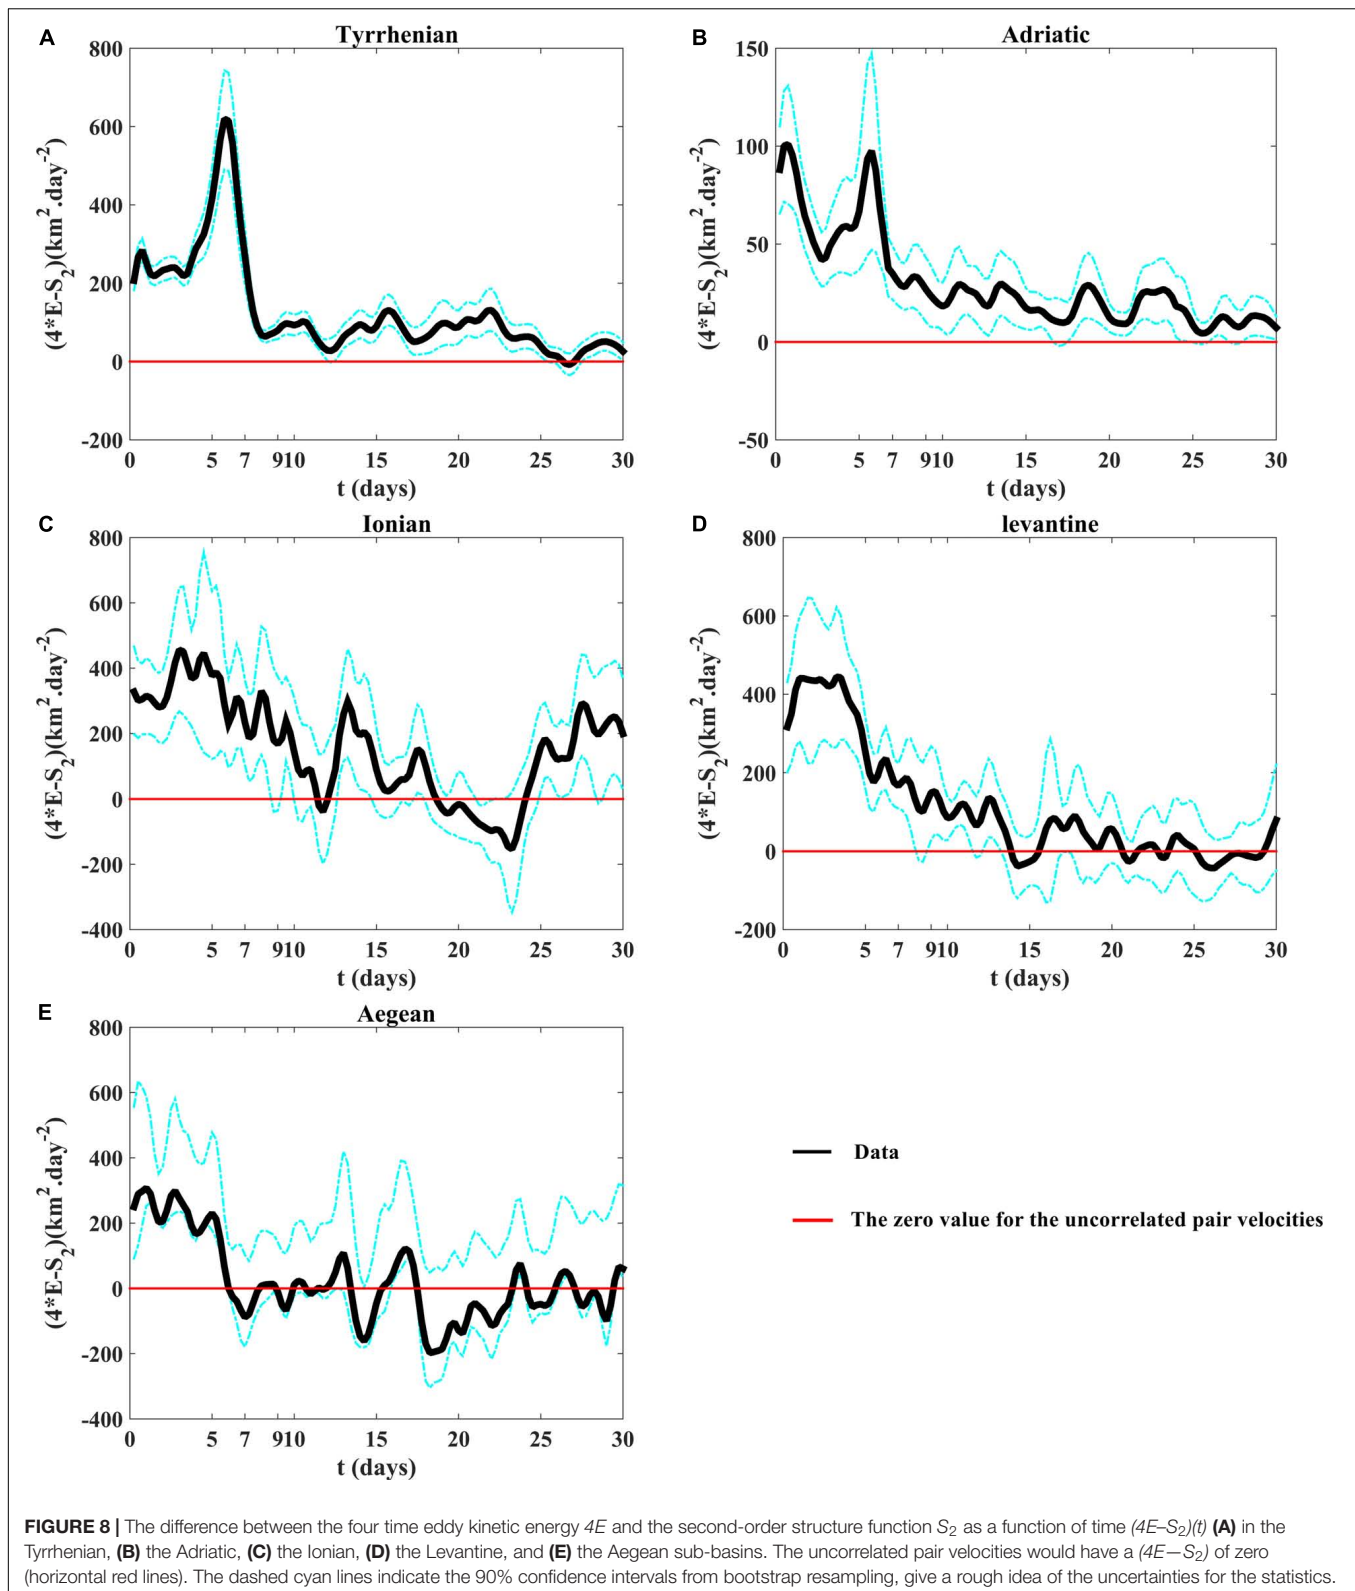 A
Tyrrhenian
800
600
400
200
0
-200
(4*E-S₂)(km².day⁻²)
0 5 7 910 15 20 25 30
t (days)
B
Adriatic
150
100
50
0
-50
(4*E-S₂)(km².day⁻²)
0 5 7 910 15 20 25 30
t (days)
C
Ionian
800
600
400
200
0
-200
-400
(4*E-S₂)(km².day⁻²)
0 5 7 910 15 20 25 30
t (days)
D
levantine
800
600
400
200
0
-200
(4*E-S₂)(km².day⁻²)
0 5 7 910 15 20 25 30
t (days)
E
Aegean
800
600
400
200
0
-200
-400
(4*E-S₂)(km².day⁻²)
0 5 7 910 15 20 25 30
t (days)
Data
The zero value for the uncorrelated pair velocities
FIGURE 8 | The difference between the four time eddy kinetic energy 4E and the second-order structure function S₂ as a function of time (4E–S₂)(t) (A) in the
Tyrrhenian, (B) the Adriatic, (C) the Ionian, (D) the Levantine, and (E) the Aegean sub-basins. The uncorrelated pair velocities would have a (4E—S₂) of zero
(horizontal red lines). The dashed cyan lines indicate the 90% confidence intervals from bootstrap resampling, give a rough idea of the uncertainties for the statistics.